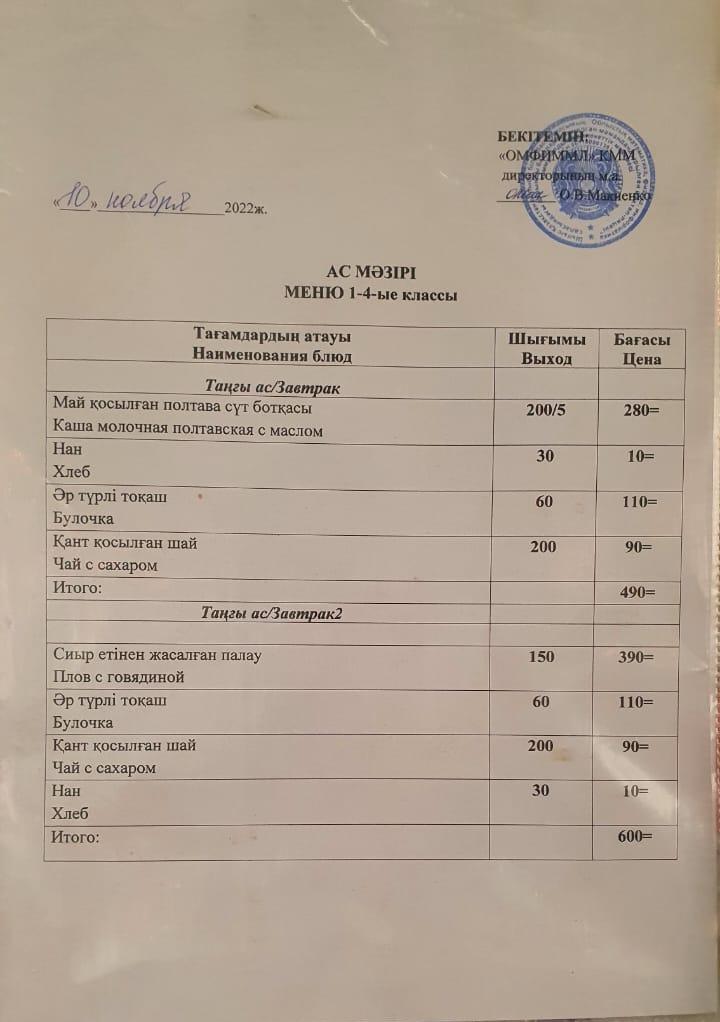 БЕКІТЕМІН:
«ОМФИММЛ» КММ
директорының м.а.
О.В.Макиенко
«10» ноября 2022ж.
АС МӘЗІРІ
МЕНЮ 1-4-ые классы
Тағамдардың атауы Шығымы Бағасы
Наименования блюд Выход Цена
Таңғы ас/Завтрак
Май қосылған полтава сүт ботқасы 200/5 280=
Каша молочная полтавская с маслом
Нан 30 10=
Хлеб
Әр түрлі тоқаш 60 110=
Булочка
Қант қосылған шай 200 90=
Чай с сахаром
Итого: 490=
Таңғы ас/Завтрак2
Сиыр етінен жасалған палау 150 390=
Плов с говядиной
Әр түрлі тоқаш 60 110=
Булочка
Қант қосылған шай 200 90=
Чай с сахаром
Нан 30 10=
Хлеб
Итого: 600=